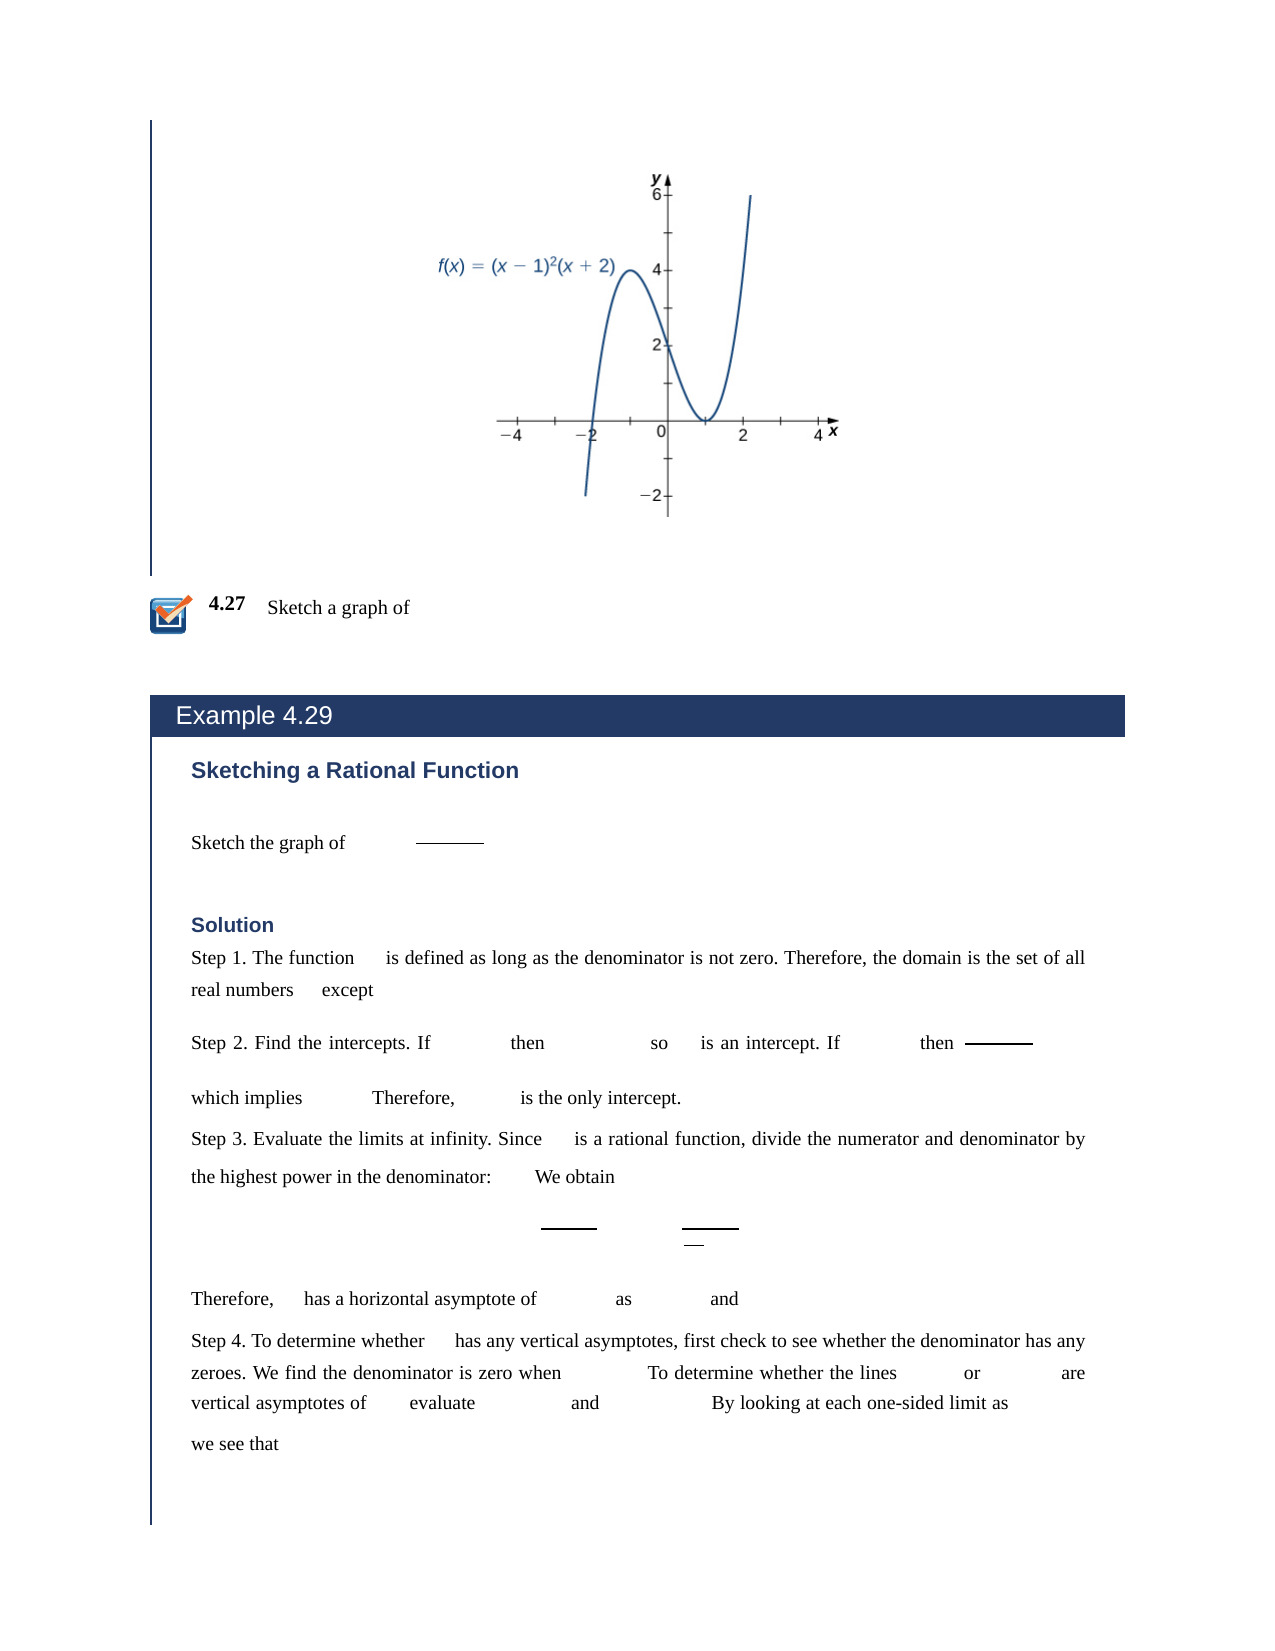 y
6
f(x) = (x − 1)²(x + 2)
4
2
−4 −2 0 2 4 x
−2
4.27 Sketch a graph of
Example 4.29
Sketching a Rational Function
Sketch the graph of
Solution
Step 1. The function is defined as long as the denominator is not zero. Therefore, the domain is the set of all
real numbers except
Step 2. Find the intercepts. If then so is an intercept. If then
which implies Therefore, is the only intercept.
Step 3. Evaluate the limits at infinity. Since is a rational function, divide the numerator and denominator by
the highest power in the denominator: We obtain
Therefore, has a horizontal asymptote of as and
Step 4. To determine whether has any vertical asymptotes, first check to see whether the denominator has any
zeroes. We find the denominator is zero when To determine whether the lines or are
vertical asymptotes of evaluate and By looking at each one-sided limit as
we see that